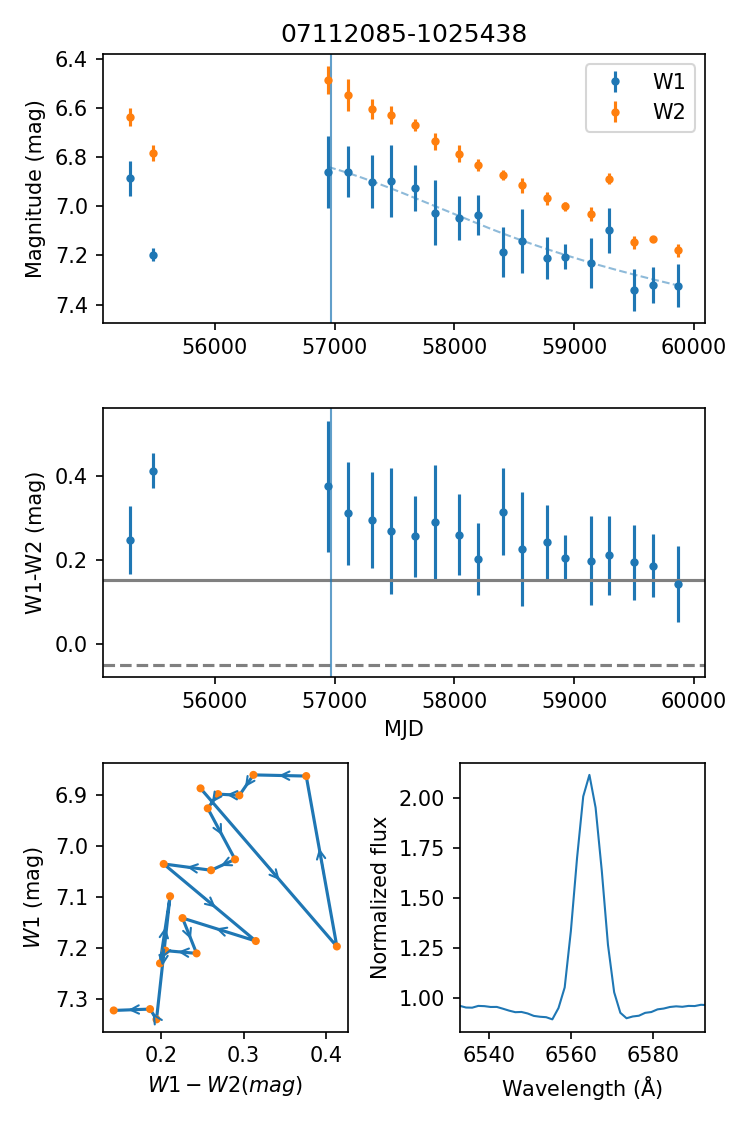 07112085-1025438
Magnitude (mag)
6.4
6.6
6.8
7.0
7.2
7.4
W1
W2
56000 57000 58000 59000 60000
W1-W2 (mag)
0.4
0.2
0.0
56000 57000 58000 59000 60000
MJD
W1 (mag)
6.9
7.0
7.1
7.2
7.3
0.2 0.3 0.4
W1 − W2(mag)
Normalized flux
2.00
1.75
1.50
1.25
1.00
6540 6560 6580
Wavelength (Å)